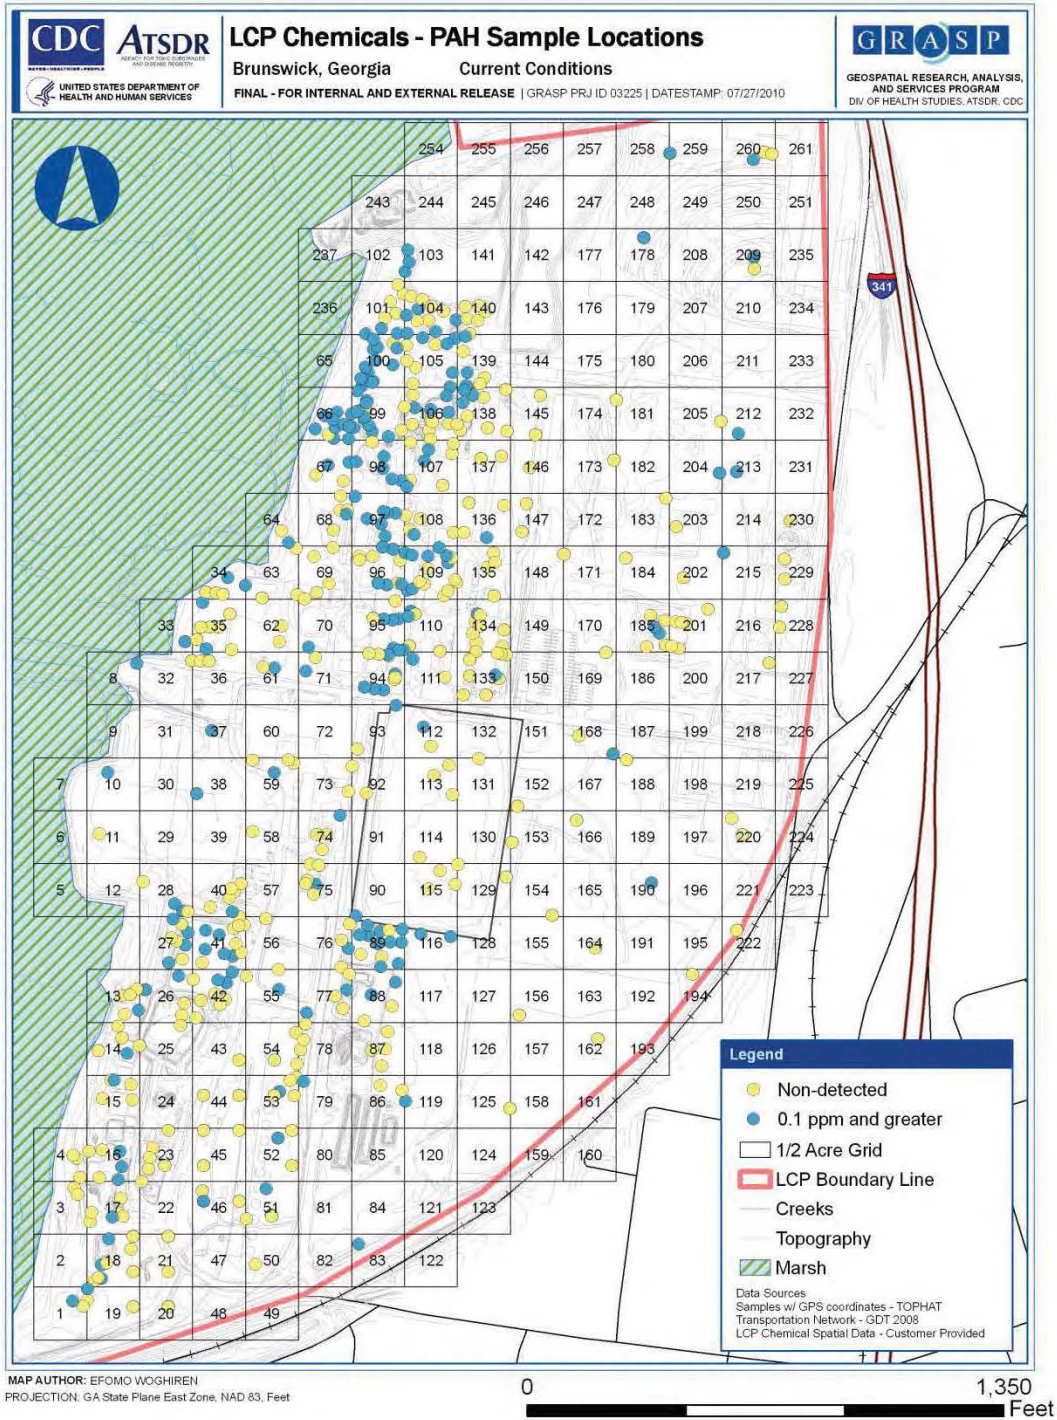 CDC
SAFER • HEALTHIER • PEOPLE
ATSDR
AGENCY FOR TOXIC SUBSTANCES
AND DISEASE REGISTRY
UNITED STATES DEPARTMENT OF
HEALTH AND HUMAN SERVICES
LCP Chemicals - PAH Sample Locations
Brunswick, Georgia Current Conditions
FINAL - FOR INTERNAL AND EXTERNAL RELEASE | GRASP PRJ ID 03225 | DATESTAMP: 07/27/2010
GRASP
GEOSPATIAL RESEARCH, ANALYSIS,
AND SERVICES PROGRAM
DIV OF HEALTH STUDIES, ATSDR, CDC
254 255 256 257 258 259 260 261
243 244 245 246 247 248 249 250 251
237 102 103 141 142 177 178 208 209 235
341
236 101 104 140 143 176 179 207 210 234
65 100 105 139 144 175 180 206 211 233
66 99 106 138 145 174 181 205 212 232
67 98 107 137 146 173 182 204 213 231
64 68 97 108 136 147 172 183 203 214 230
34 63 69 96 109 135 148 171 184 202 215 229
33 35 62 70 95 110 134 149 170 185 201 216 228
8 32 36 61 71 94 111 133 150 169 186 200 217 227
9 31 37 60 72 93 112 132 151 168 187 199 218 226
7 10 30 38 59 73 92 113 131 152 167 188 198 219 225
6 11 29 39 58 74 91 114 130 153 166 189 197 220 224
5 12 28 40 57 75 90 115 129 154 165 190 196 221 223
27 41 56 76 89 116 128 155 164 191 195 222
13 26 42 55 77 88 117 127 156 163 192 194
14 25 43 54 78 87 118 126 157 162 193
15 24 44 53 79 86 119 125 158 161
4 16 23 45 52 80 85 120 124 159 160
3 17 22 46 51 81 84 121 123
2 18 21 47 50 82 83 122
1 19 20 48 49
Legend
Non-detected
0.1 ppm and greater
1/2 Acre Grid
LCP Boundary Line
Creeks
Topography
Marsh
Data Sources
Samples w/ GPS coordinates - TOPHAT
Transportation Network - GDT 2008
LCP Chemical Spatial Data - Customer Provided
MAP AUTHOR: EFOMO WOGHIREN
PROJECTION: GA State Plane East Zone, NAD 83, Feet
0 1,350
Feet